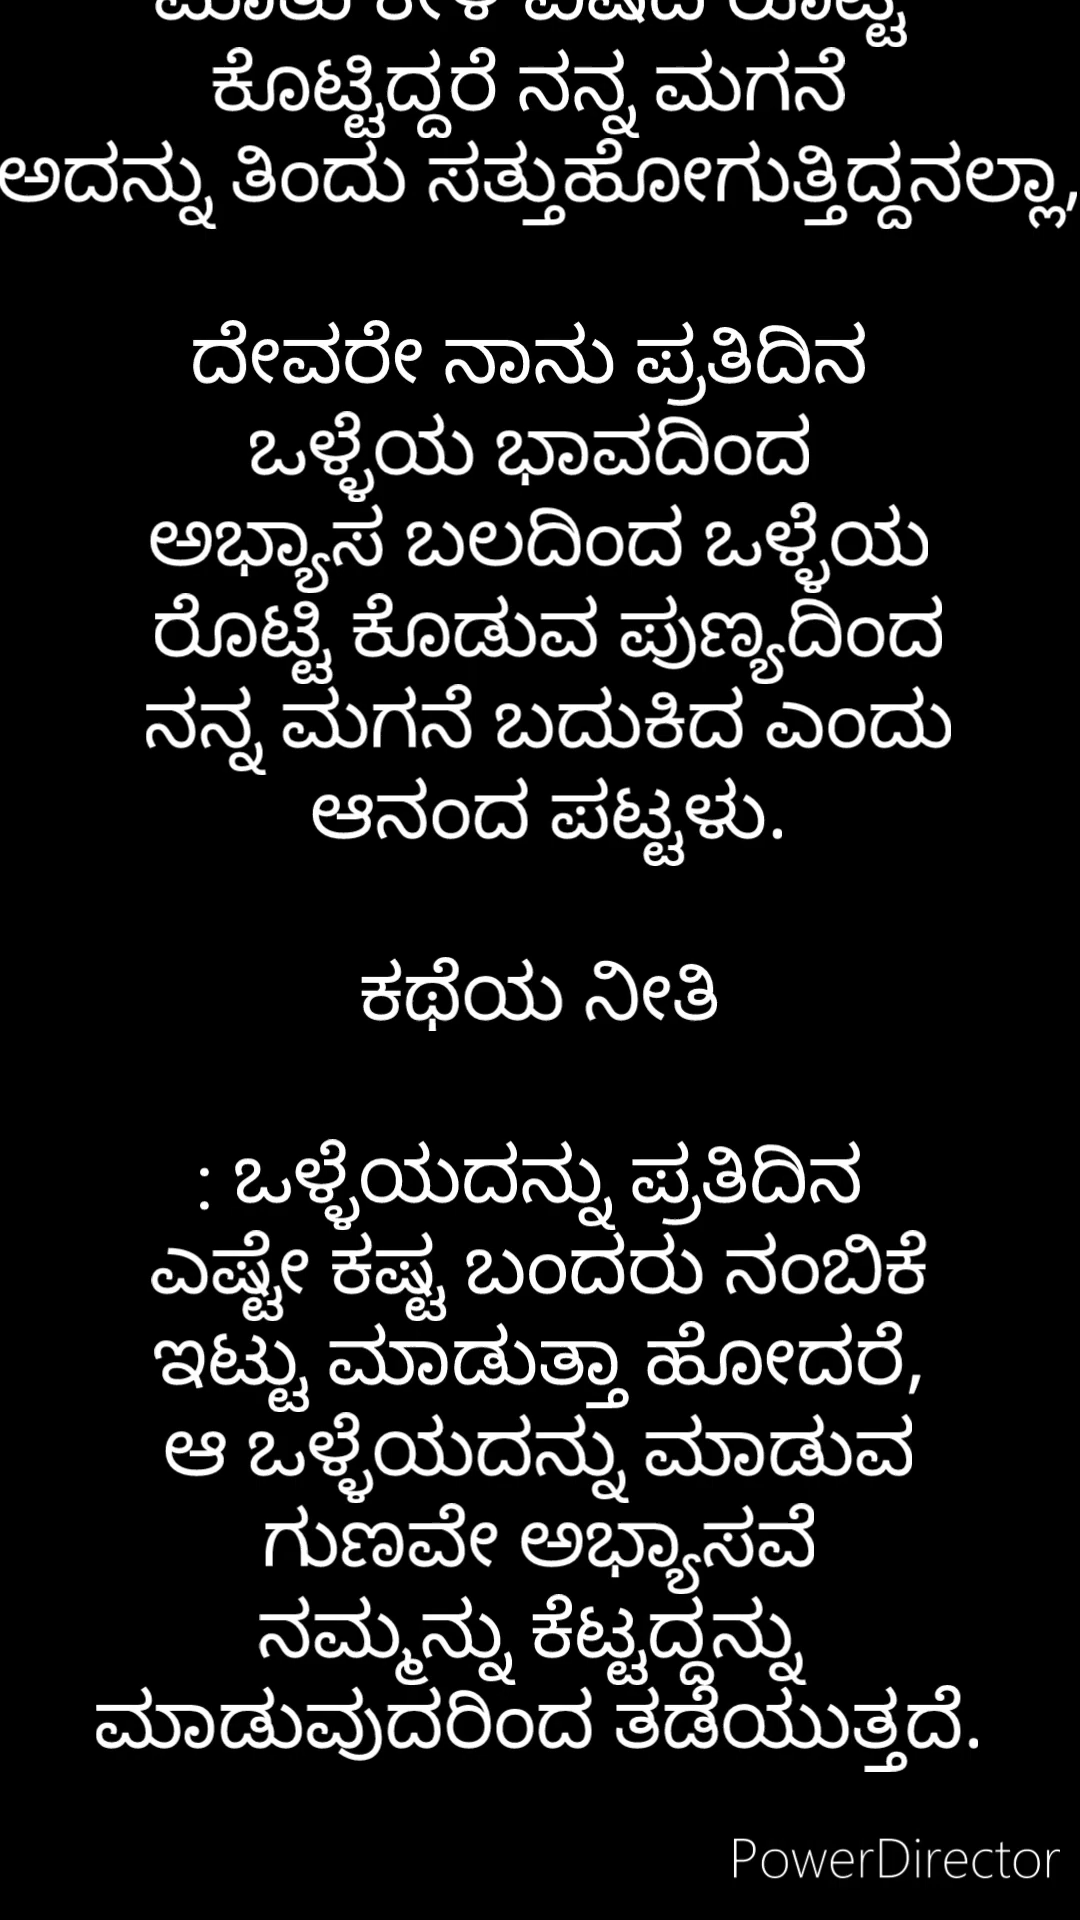 ಮಾತು ಕೇಳಿ ವಿಷದ ರೊಟ್ಟಿ
ಕೊಟ್ಟಿದ್ದರೆ ನನ್ನ ಮಗನೆ
ಅದನ್ನು ತಿಂದು ಸತ್ತುಹೋಗುತ್ತಿದ್ದನಲ್ಲಾ,
ದೇವರೇ ನಾನು ಪ್ರತಿದಿನ
ಒಳ್ಳೆಯ ಭಾವದಿಂದ
ಅಭ್ಯಾಸ ಬಲದಿಂದ ಒಳ್ಳೆಯ
ರೊಟ್ಟಿ ಕೊಡುವ ಪುಣ್ಯದಿಂದ
ನನ್ನ ಮಗನೆ ಬದುಕಿದ ಎಂದು
ಆನಂದ ಪಟ್ಟಳು.
ಕಥೆಯ ನೀತಿ
: ಒಳ್ಳೆಯದನ್ನು ಪ್ರತಿದಿನ
ಎಷ್ಟೇ ಕಷ್ಟ ಬಂದರು ನಂಬಿಕೆ
ಇಟ್ಟು ಮಾಡುತ್ತಾ ಹೋದರೆ,
ಆ ಒಳ್ಳೆಯದನ್ನು ಮಾಡುವ
ಗುಣವೇ ಅಭ್ಯಾಸವೆ
ನಮ್ಮನ್ನು ಕೆಟ್ಟದ್ದನ್ನು
ಮಾಡುವುದರಿಂದ ತಡೆಯುತ್ತದೆ.
PowerDirector